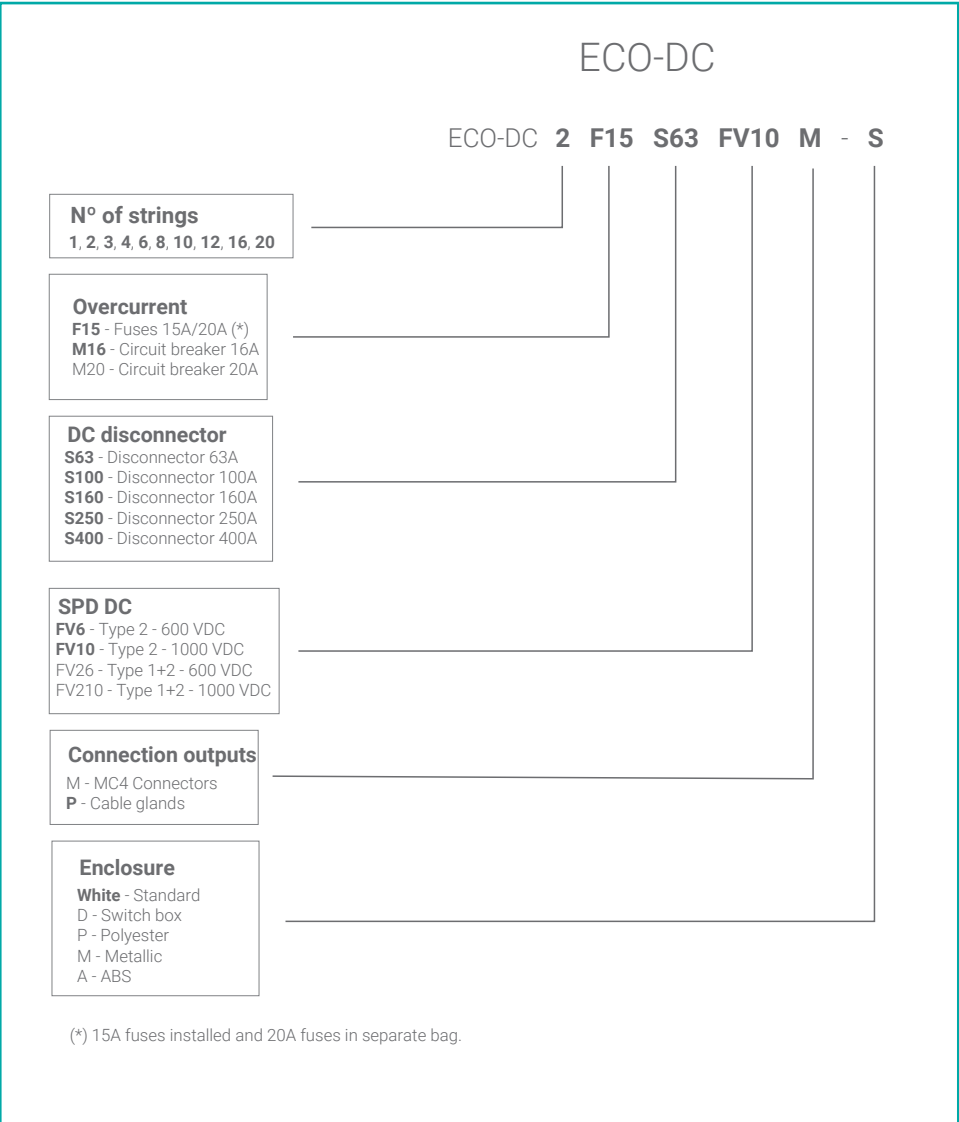 ECO-DC
ECO-DC 2 F15 S63 FV10 M - S
Nº of strings
1, 2, 3, 4, 6, 8, 10, 12, 16, 20
Overcurrent
F15 - Fuses 15A/20A (*)
M16 - Circuit breaker 16A
M20 - Circuit breaker 20A
DC disconnector
S63 - Disconnector 63A
S100 - Disconnector 100A
S160 - Disconnector 160A
S250 - Disconnector 250A
S400 - Disconnector 400A
SPD DC
FV6 - Type 2 - 600 VDC
FV10 - Type 2 - 1000 VDC
FV26 - Type 1+2 - 600 VDC
FV210 - Type 1+2 - 1000 VDC
Connection outputs
M - MC4 Connectors
P - Cable glands
Enclosure
White - Standard
D - Switch box
P - Polyester
M - Metallic
A - ABS
(*) 15A fuses installed and 20A fuses in separate bag.